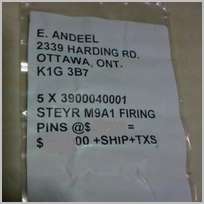 E. ANDEEL
2339 HARDING RD.
OTTAWA, ONT.
K1G 3B7
5 X 3900040001
STEYR M9A1 FIRING
PINS @$ =
$ 00 +SHIP+TXS